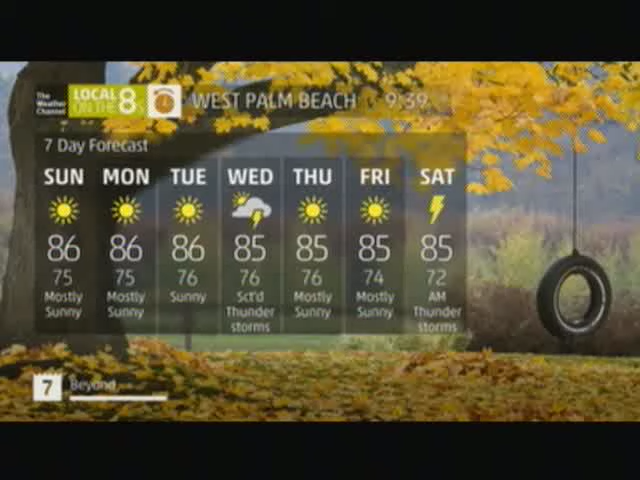 The
Weather
Channel
LOCAL
ON THE 8s
WEST PALM BEACH 9:39
7 Day Forecast
SUN MON TUE WED THU FRI SAT
86 86 86 85 85 85 85
75 75 76 76 76 74 72
Mostly Sunny
Mostly Sunny
Sunny
Sct'd Thunder storms
Mostly Sunny
Mostly Sunny
AM Thunder storms
7 Beyond